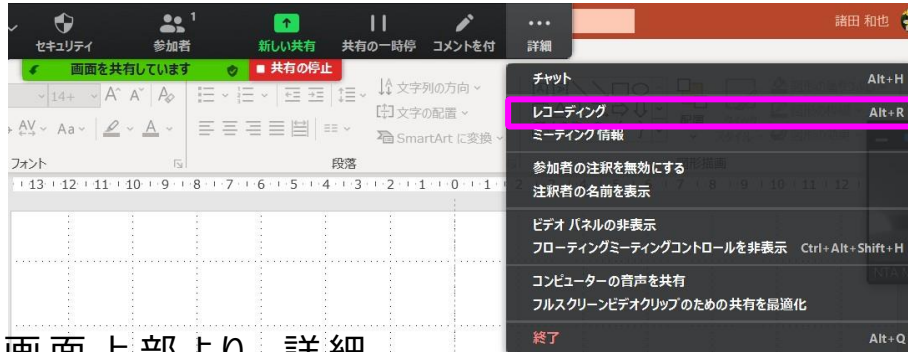 諸田 和也
1
セキュリティ 参加者 新しい共有 共有の一時停 コメントを付 詳細
画面を共有しています 共有の停止
チャット Alt+H
14+ A^ Aˇ A 文字列の方向
レコーディング Alt+R
文字の配置
ミーティング情報
AV Aa A SmartArt に変換
フォント 段落
参加者の注釈を無効にする
注釈者の名前を表示
13 12 11 10 9 8 7 6 5 4 3 2 1 0 1 2 7 8 9 10 11 12
ビデオ パネルの非表示
フローティングミーティングコントロールを非表示 Ctrl+Alt+Shift+H
コンピューターの音声を共有
フルスクリーンビデオクリップのための共有を最適化
終了 Alt+Q
画面上部より 詳細